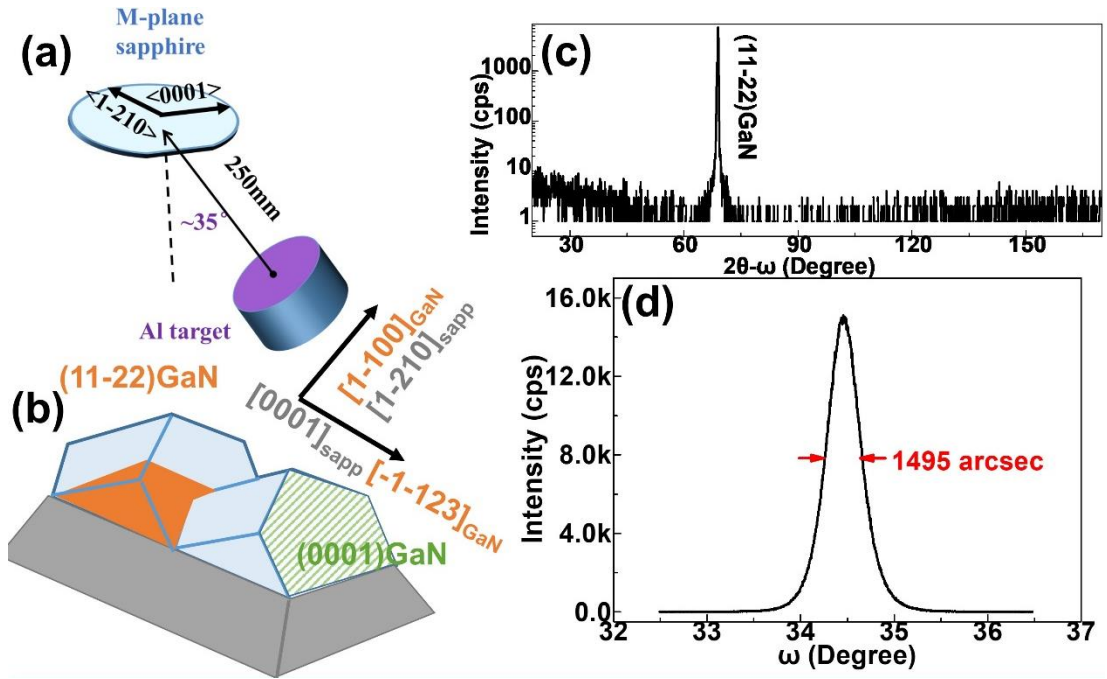 (a)
M-plane
sapphire
<0001>
<1-210>
250mm
~35°
Al target
(b)
(11-22)GaN
[1-100]GaN
[1-210]sapp
[0001]sapp
[-1-123]GaN
(0001)GaN
(c)
Intensity (cps)
1000
100
10
1
(11-22)GaN
30
60
90
120
150
2θ-ω (Degree)
(d)
Intensity (cps)
16.0k
12.0k
8.0k
4.0k
0.0
1495 arcsec
32
33
34
35
36
37
ω (Degree)